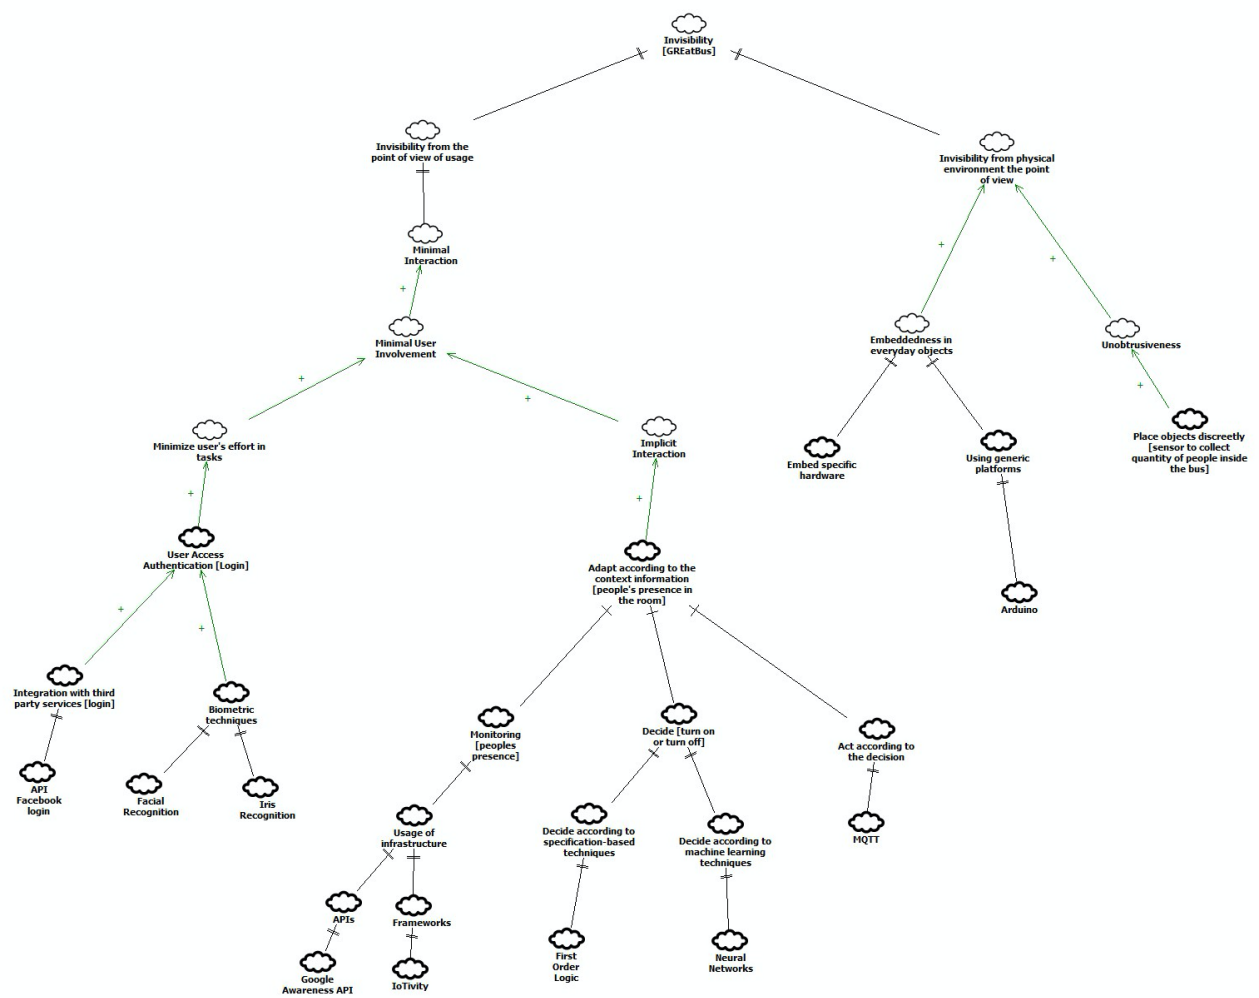 Invisibility
[GREatBus]
Invisibility from the
point of view of usage
Invisibility from physical
environment the point
of view
Minimal
Interaction
+
+
+
Minimal User
Involvement
Embeddedness in
everyday objects
Unobtrusiveness
+
+
+
Minimize user's effort in
tasks
Implicit
Interaction
Place objects discreetly
[sensor to collect
quantity of people inside
the bus]
Embed specific
hardware
Using generic
platforms
+
+
User Access
Authentication [Login]
Adapt according to the
context information
[people's presence in
the room]
Arduino
+
+
Integration with third
party services [login]
Biometric
techniques
Monitoring
[peoples
presence]
Decide [turn on
or turn off]
Act according to
the decision
API
Facebook
login
Facial
Recognition
Iris
Recognition
Usage of
infrastructure
Decide according to
specification-based
techniques
Decide according to
machine learning
techniques
MQTT
APIs
Frameworks
First
Order
Logic
Neural
Networks
Google
Awareness API
IoTivity